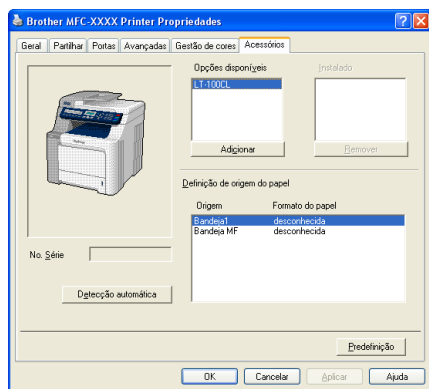 Brother MFC-XXXX Printer Propriedades
Geral Partilhar Portas Avançadas Gestão de cores Acessórios
Opções disponíveis Instalado
LT-100CL
Adicionar Remover
Definição de origem do papel
Origem Formato do papel
Bandeja1 desconhecida
Bandeja MF desconhecida
No. Série
Detecção automática
Predefinição
OK Cancelar Aplicar Ajuda